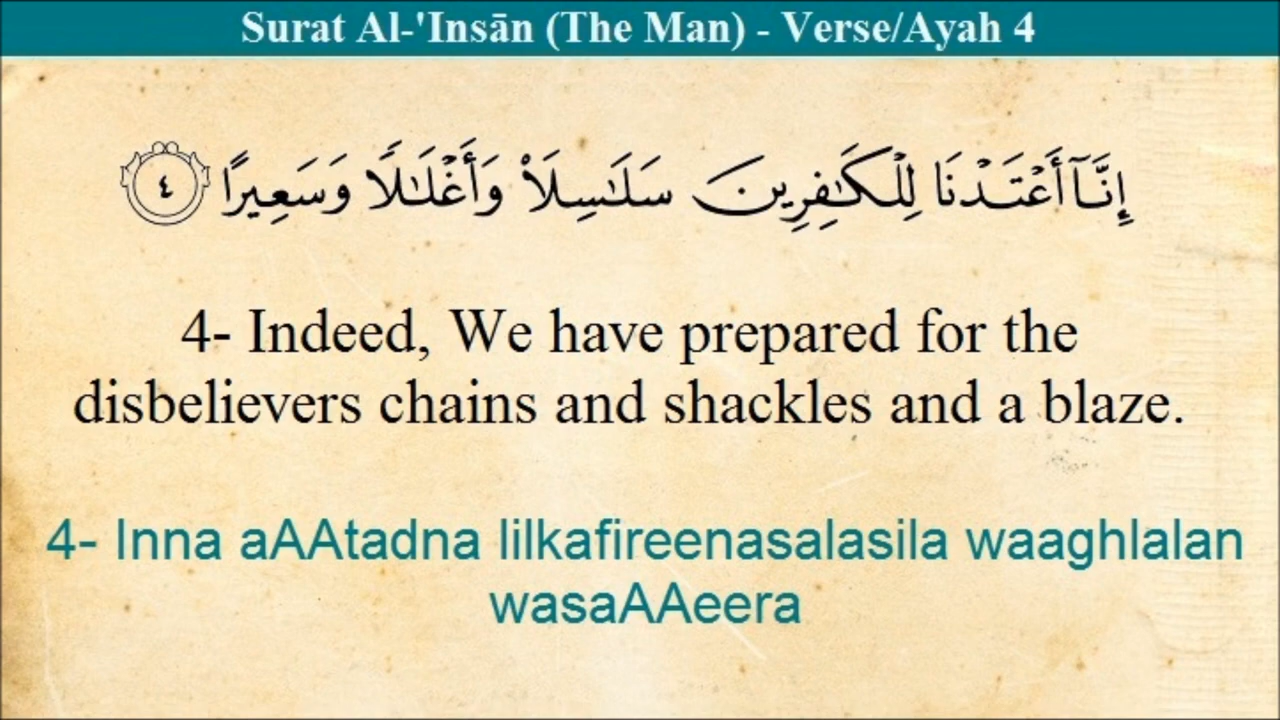 Surat Al-'Insān (The Man) - Verse/Ayah 4
إِنَّآ أَعْتَدْنَا لِلْكَٰفِرِينَ سَلَٰسِلَا۟ وَأَغْلَٰلًا وَسَعِيرًا ٤
4- Indeed, We have prepared for the
disbelievers chains and shackles and a blaze.
4- Inna aAAtadna lilkafireenasalasila waaghlalan
wasaAAeera